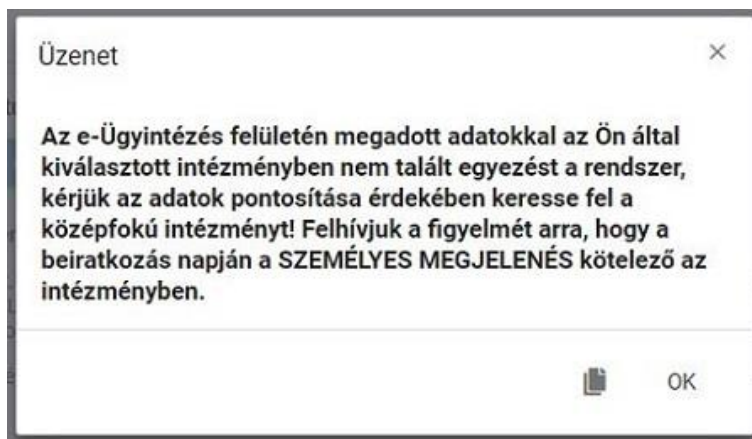 Üzenet
Az e-Ügyintézés felületén megadott adatokkal az Ön által
kiválasztott intézményben nem talált egyezést a rendszer,
kérjük az adatok pontosítása érdekében keresse fel a
középfokú intézményt! Felhívjuk a figyelmét arra, hogy a
beiratkozás napján a SZEMÉLYES MEGJELENÉS kötelező az
intézményben.
OK